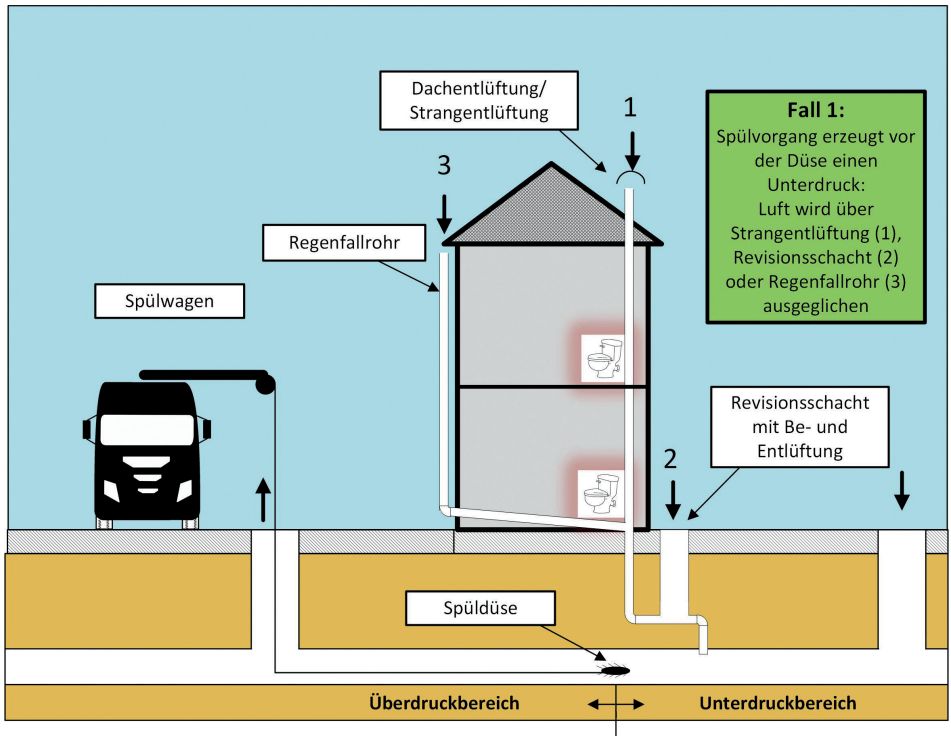 Dachentlüftung/
Strangentlüftung
1
3
Fall 1:
Spülvorgang erzeugt vor
der Düse einen
Unterdruck:
Luft wird über
Strangentlüftung (1),
Revisionsschacht (2)
oder Regenfallrohr (3)
ausgeglichen
Regenfallrohr
Spülwagen
Revisionsschacht
mit Be- und
Entlüftung
2
Spüldüse
Überdruckbereich
Unterdruckbereich